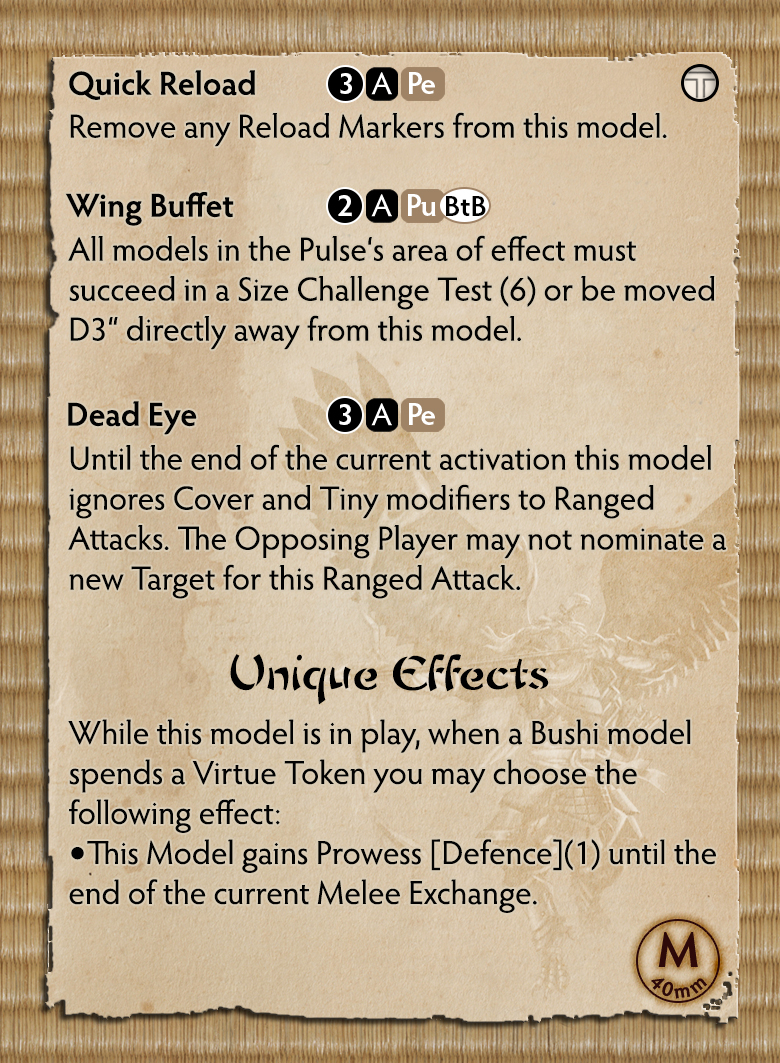 Quick Reload 3 A Pe T
Remove any Reload Markers from this model.
Wing Buffet 2 A Pu BtB
All models in the Pulse‘s area of effect must
succeed in a Size Challenge Test (6) or be moved
D3“ directly away from this model.
Dead Eye 3 A Pe
Until the end of the current activation this model
ignores Cover and Tiny modifiers to Ranged
Attacks. The Opposing Player may not nominate a
new Target for this Ranged Attack.
Unique Effects
While this model is in play, when a Bushi model
spends a Virtue Token you may choose the
following effect:
•This Model gains Prowess [Defence](1) until the
end of the current Melee Exchange.
M
40mm